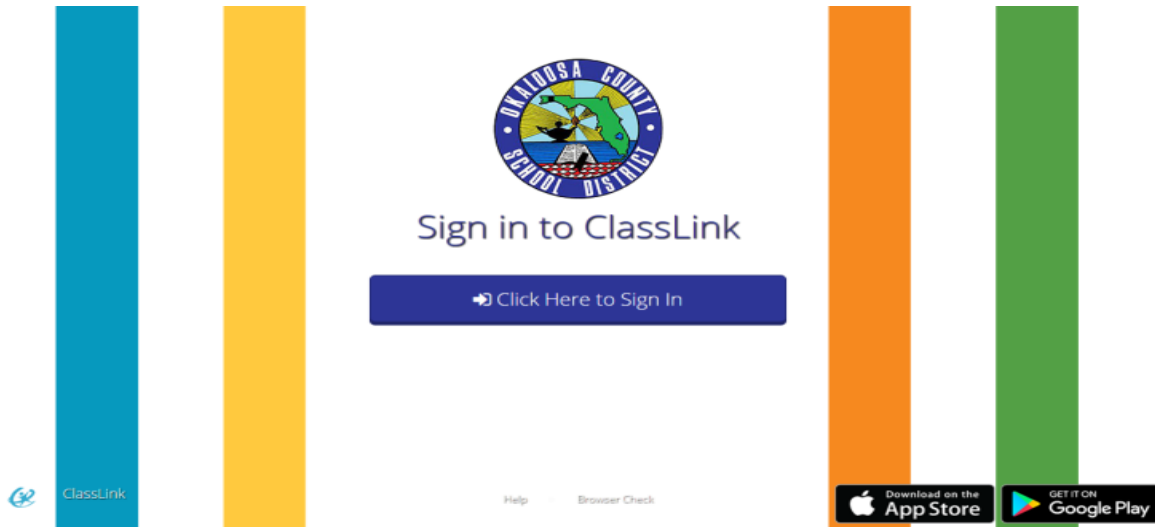 OKALOOSA COUNTY
SCHOOL DISTRICT
Sign in to ClassLink
Click Here to Sign In
ClassLink
Help
Browser Check
Download on the
App Store
GET IT ON
Google Play